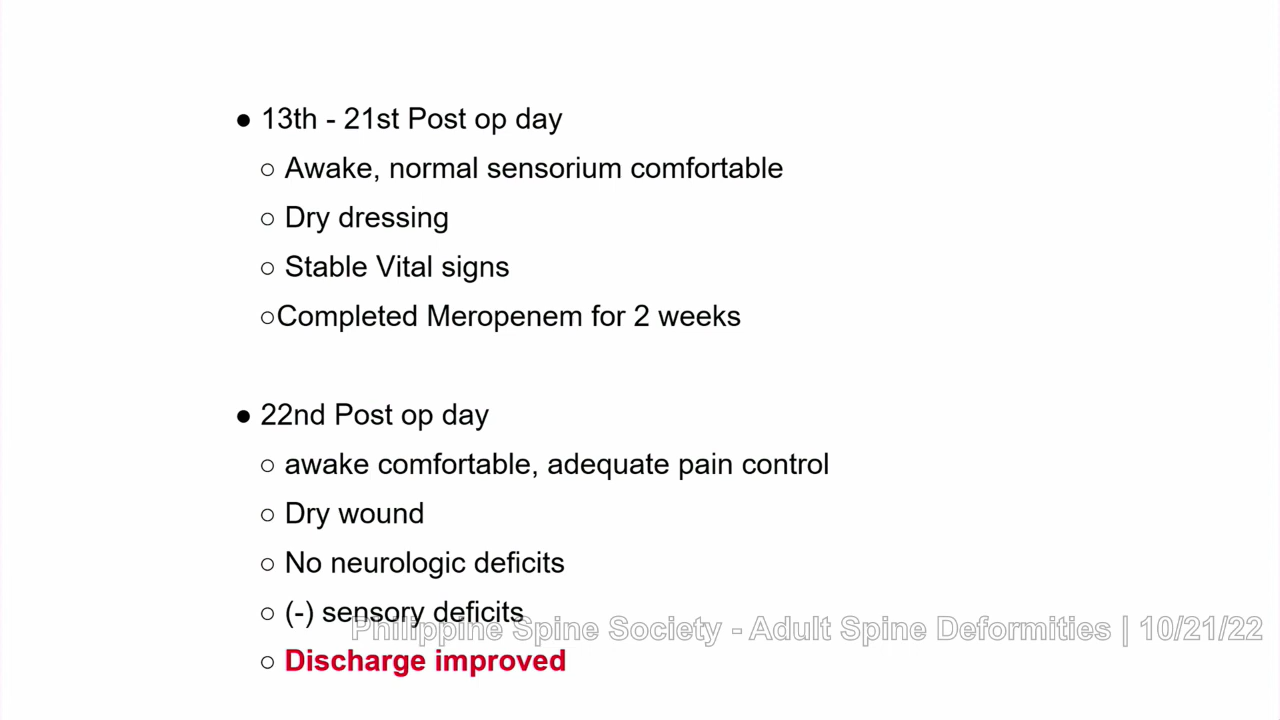 ● 13th - 21st Post op day
○ Awake, normal sensorium comfortable
○ Dry dressing
○ Stable Vital signs
○Completed Meropenem for 2 weeks
● 22nd Post op day
○ awake comfortable, adequate pain control
○ Dry wound
○ No neurologic deficits
○ (-) sensory deficits
Philippine Spine Society - Adult Spine Deformities | 10/21/22
○ Discharge improved